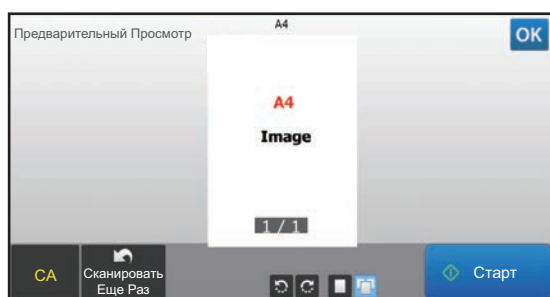 Предварительный Просмотр
A4
OK
A4
Image
1 / 1
CA
Сканировать
Еще Раз
Старт